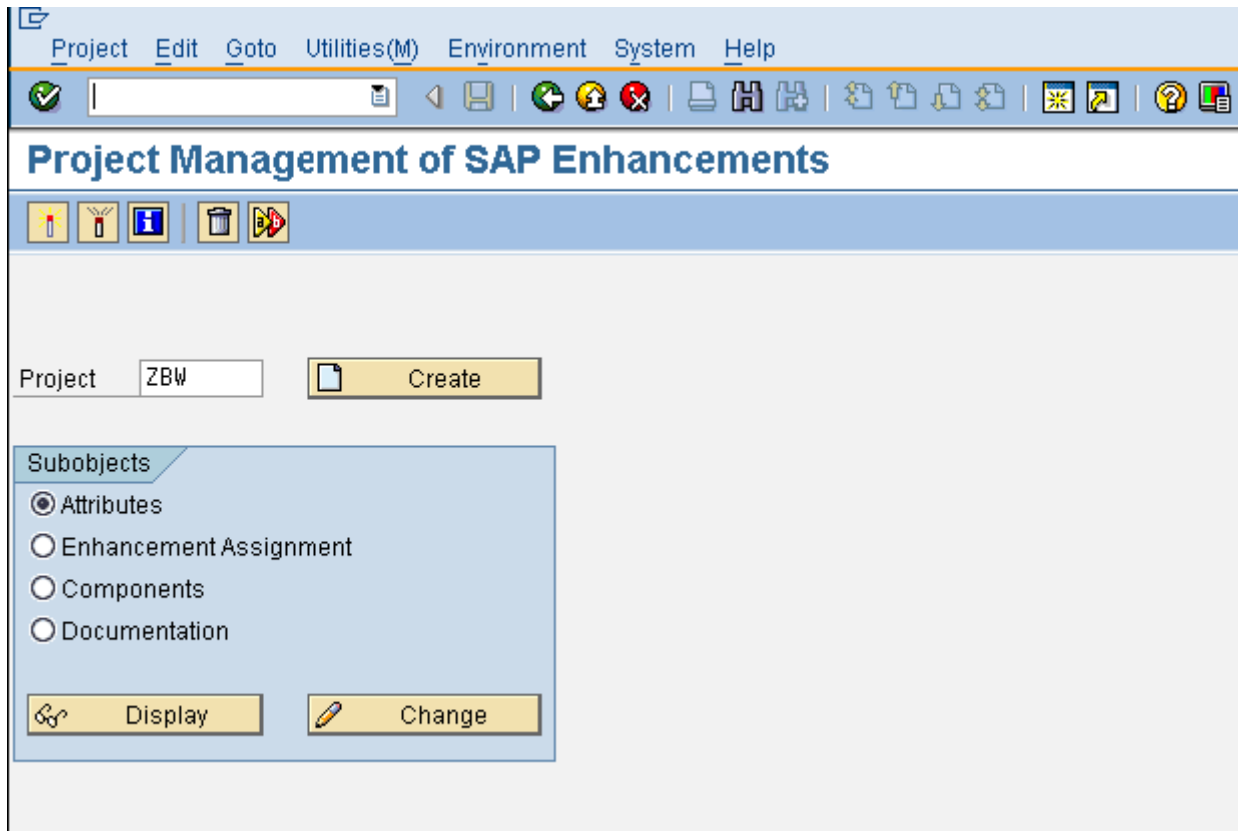 Project Edit Goto Utilities(M) Environment System Help
Project Management of SAP Enhancements
Project ZBW Create
Subobjects
Attributes
Enhancement Assignment
Components
Documentation
Display Change